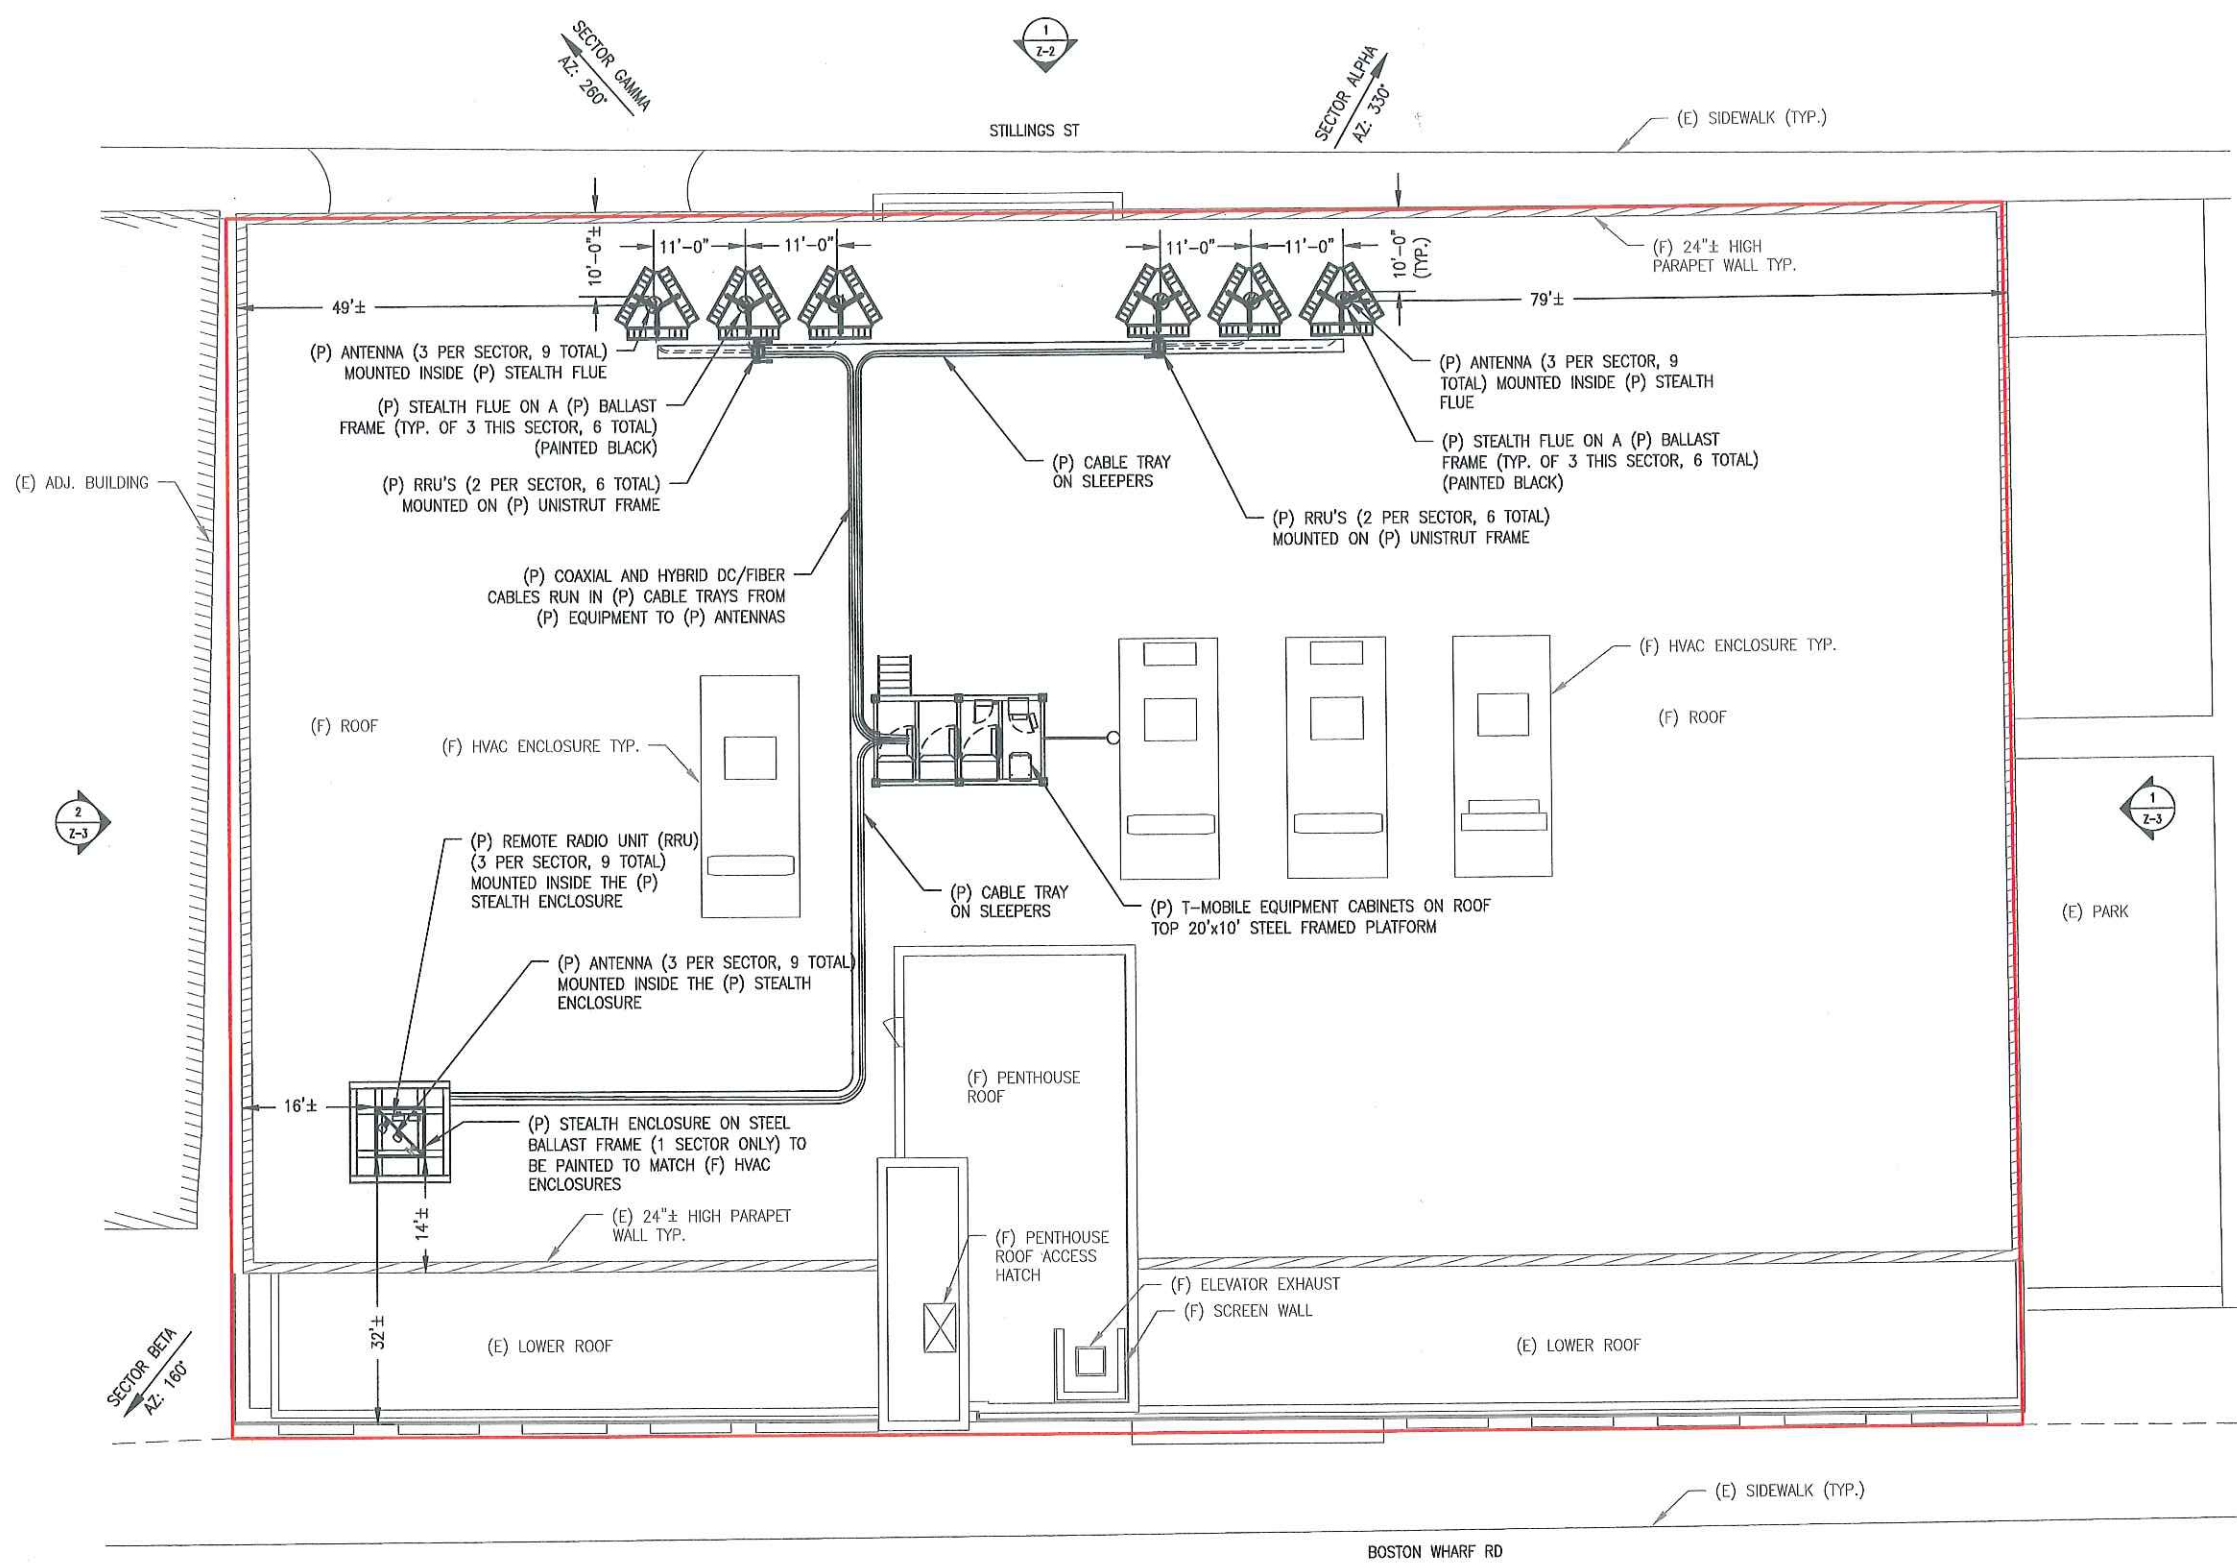 SECTOR GAMMA
AZ: 260°
1
Z-2
SECTOR ALPHA
AZ: 330°
STILLINGS ST
(E) SIDEWALK (TYP.)
10'-0"±
11'-0"
11'-0"
11'-0"
11'-0"
10'-0"
(TYP.)
(F) 24"± HIGH
PARAPET WALL TYP.
49'±
79'±
(P) ANTENNA (3 PER SECTOR, 9 TOTAL)
MOUNTED INSIDE (P) STEALTH FLUE
(P) STEALTH FLUE ON A (P) BALLAST
FRAME (TYP. OF 3 THIS SECTOR, 6 TOTAL)
(PAINTED BLACK)
(P) RRU'S (2 PER SECTOR, 6 TOTAL)
MOUNTED ON (P) UNISTRUT FRAME
(P) CABLE TRAY
ON SLEEPERS
(P) ANTENNA (3 PER SECTOR, 9
TOTAL) MOUNTED INSIDE (P) STEALTH
FLUE
(P) STEALTH FLUE ON A (P) BALLAST
FRAME (TYP. OF 3 THIS SECTOR, 6 TOTAL)
(PAINTED BLACK)
(P) RRU'S (2 PER SECTOR, 6 TOTAL)
MOUNTED ON (P) UNISTRUT FRAME
(E) ADJ. BUILDING
(P) COAXIAL AND HYBRID DC/FIBER
CABLES RUN IN (P) CABLE TRAYS FROM
(P) EQUIPMENT TO (P) ANTENNAS
(F) HVAC ENCLOSURE TYP.
(F) ROOF
(F) ROOF
(F) HVAC ENCLOSURE TYP.
2
Z-3
1
Z-3
(P) REMOTE RADIO UNIT (RRU)
(3 PER SECTOR, 9 TOTAL)
MOUNTED INSIDE THE (P)
STEALTH ENCLOSURE
(P) CABLE TRAY
ON SLEEPERS
(P) T-MOBILE EQUIPMENT CABINETS ON ROOF
TOP 20'x10' STEEL FRAMED PLATFORM
(E) PARK
(P) ANTENNA (3 PER SECTOR, 9 TOTAL)
MOUNTED INSIDE THE (P) STEALTH
ENCLOSURE
(F) PENTHOUSE
ROOF
16'±
(P) STEALTH ENCLOSURE ON STEEL
BALLAST FRAME (1 SECTOR ONLY) TO
BE PAINTED TO MATCH (F) HVAC
ENCLOSURES
14'±
(E) 24"± HIGH PARAPET
WALL TYP.
(F) PENTHOUSE
ROOF ACCESS
HATCH
(F) ELEVATOR EXHAUST
(F) SCREEN WALL
32'±
(E) LOWER ROOF
(E) LOWER ROOF
SECTOR BETA
AZ: 160°
(E) SIDEWALK (TYP.)
BOSTON WHARF RD